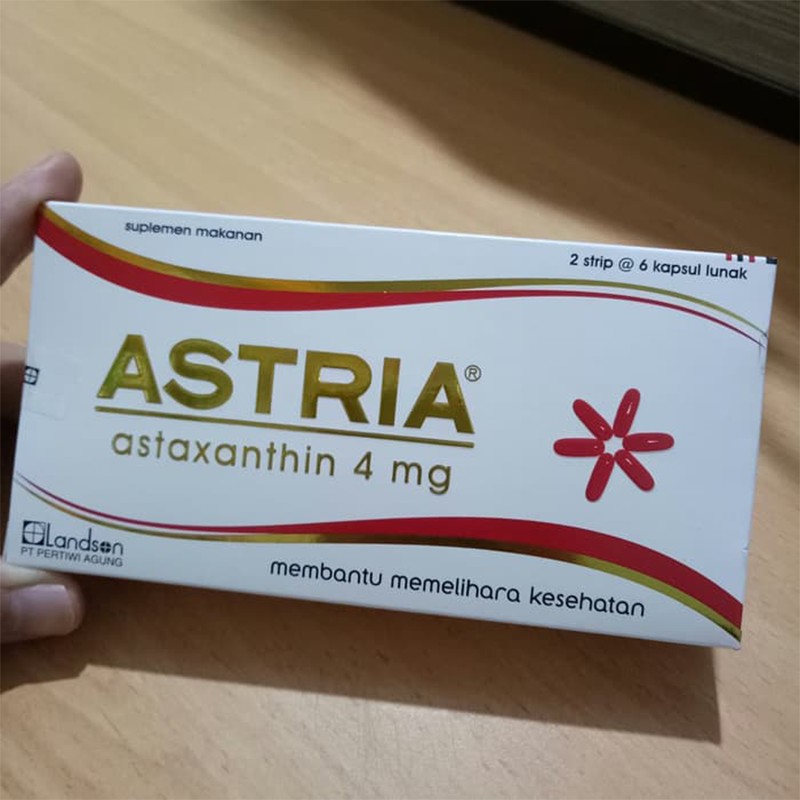 suplemen makanan
2 strip @ 6 kapsul lunak
ASTRIA®
astaxanthin 4 mg
Landson
PT PERTIWI AGUNG
membantu memelihara kesehatan